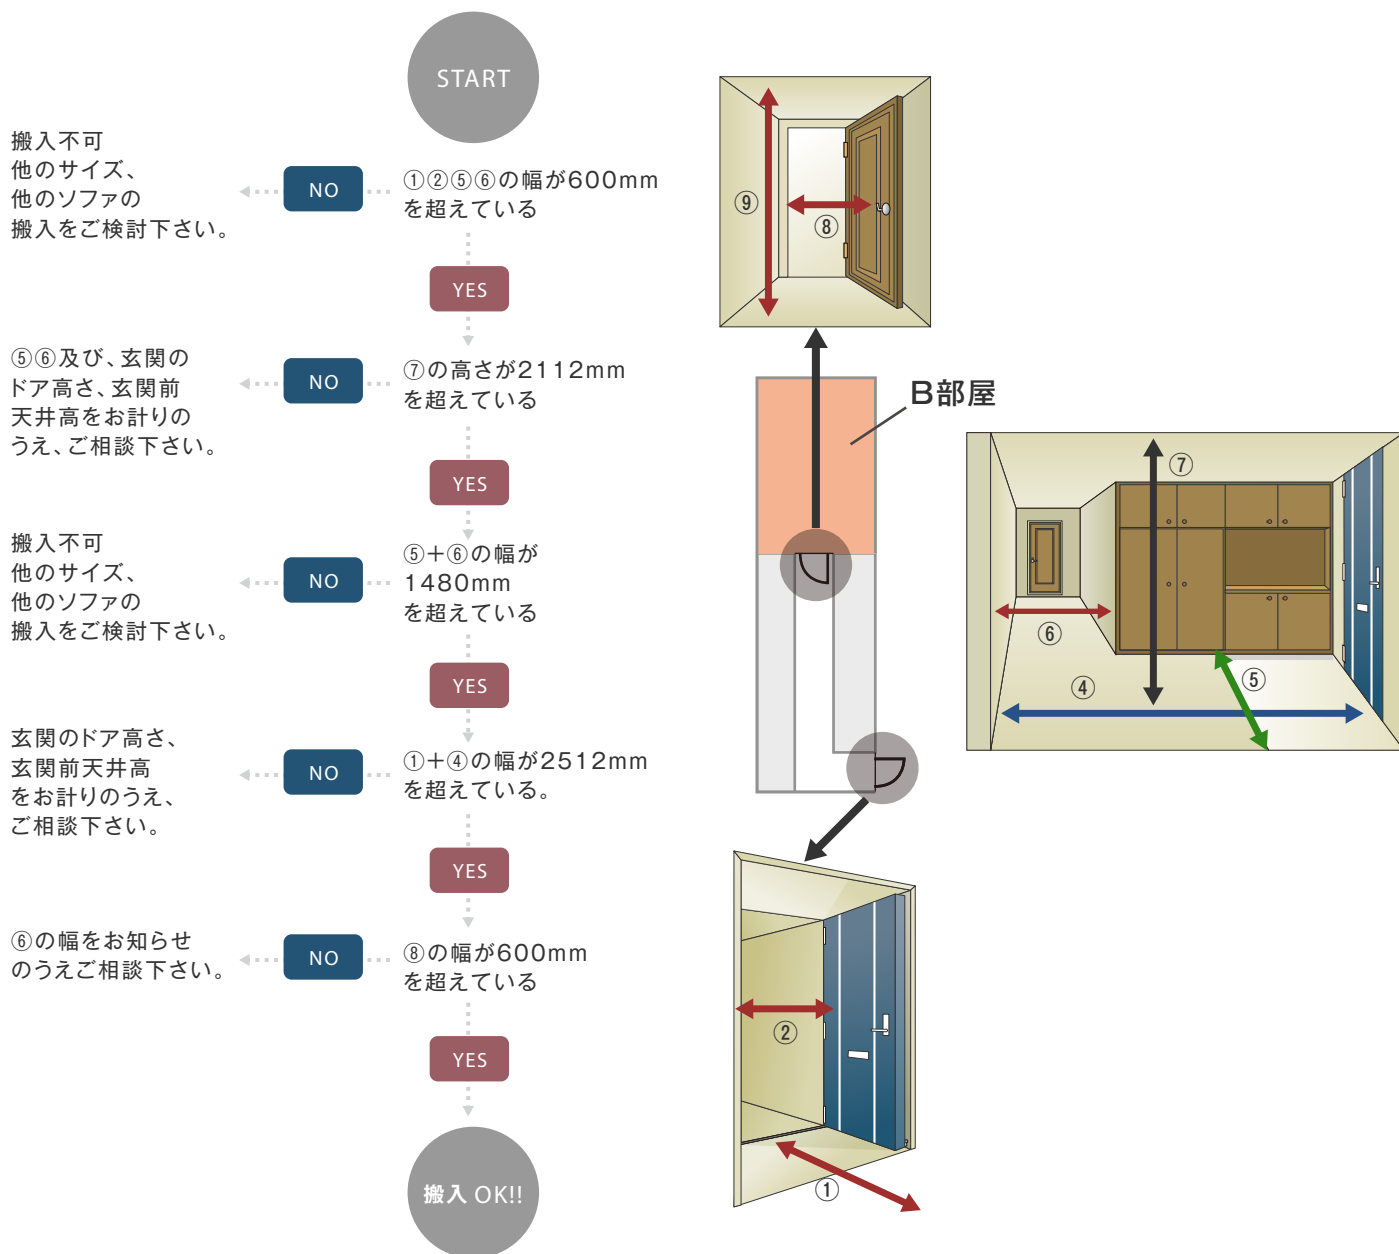 START
搬入不可
他のサイズ、
他のソファの
搬入をご検討下さい。
NO
①②⑤⑥の幅が600mm
を超えている
YES
⑤⑥及び、玄関の
ドア高さ、玄関前
天井高をお計りの
うえ、ご相談下さい。
NO
⑦の高さが2112mm
を超えている
YES
搬入不可
他のサイズ、
他のソファの
搬入をご検討下さい。
NO
⑤＋⑥の幅が
1480mm
を超えている
YES
玄関のドア高さ、
玄関前天井高
をお計りのうえ、
ご相談下さい。
NO
①＋④の幅が2512mm
を超えている。
YES
⑥の幅をお知らせ
のうえご相談下さい。
NO
⑧の幅が600mm
を超えている
YES
搬入 OK!!
⑨
⑧
B部屋
⑦
⑥
④
⑤
②
①